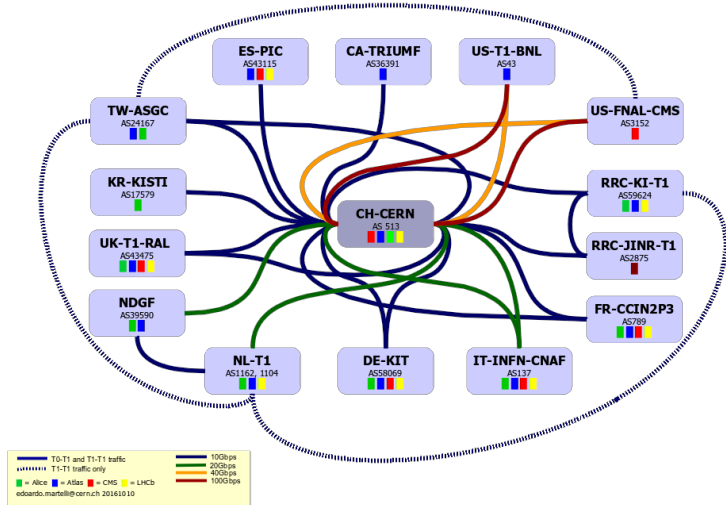 ES-PIC
AS43115
CA-TRIUMF
AS36391
US-T1-BNL
AS43
TW-ASGC
AS24167
US-FNAL-CMS
AS3152
KR-KISTI
AS17579
RRC-KI-T1
AS59624
CH-CERN
AS 513
UK-T1-RAL
AS43475
RRC-JINR-T1
AS2875
NDGF
AS39590
FR-CCIN2P3
AS789
NL-T1
AS1162, 1104
DE-KIT
AS58069
IT-INFN-CNAF
AS137
T0-T1 and T1-T1 traffic
T1-T1 traffic only
= Alice = Atlas = CMS = LHCb
edoardo.martelli@cern.ch 20161010
10Gbps
20Gbps
40Gbps
100Gbps